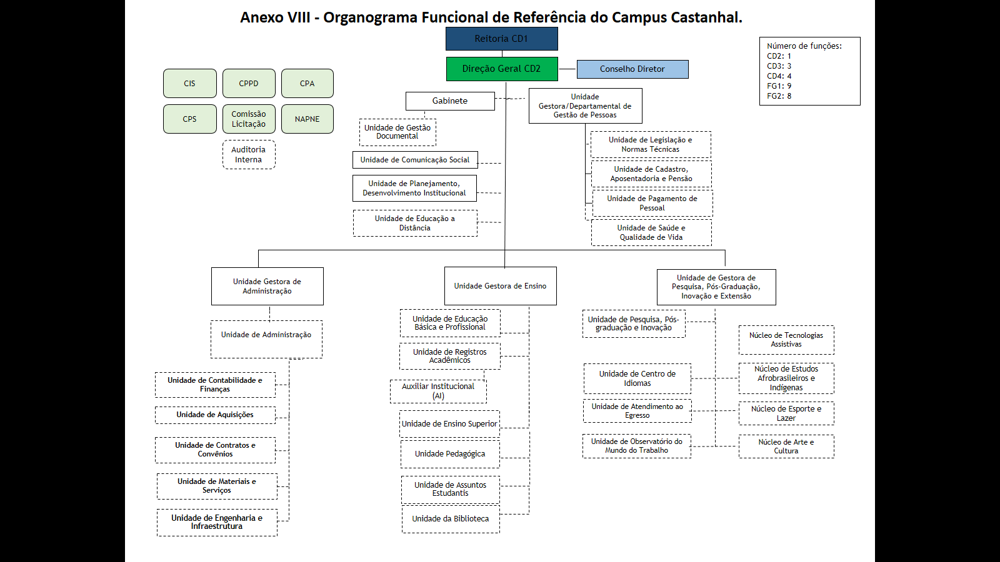 Anexo VIII - Organograma Funcional de Referência do Campus Castanhal.
Reitoria CD1
Direção Geral CD2
Conselho Diretor
Número de funções:
CD2: 1
CD3: 3
CD4: 4
FG1: 9
FG2: 8
CIS
CPPD
CPA
CPS
Comissão
Licitação
NAPNE
Auditoria
Interna
Gabinete
Unidade
Gestora/Departamental de
Gestão de Pessoas
Unidade de Gestão
Documental
Unidade de Comunicação Social
Unidade de Planejamento,
Desenvolvimento Institucional
Unidade de Educação a
Distância
Unidade de Legislação e
Normas Técnicas
Unidade de Cadastro,
Aposentadoria e Pensão
Unidade de Pagamento de
Pessoal
Unidade de Saúde e
Qualidade de Vida
Unidade Gestora de
Administração
Unidade de Administração
Unidade de Contabilidade e
Finanças
Unidade de Aquisições
Unidade de Contratos e
Convênios
Unidade de Materiais e
Serviços
Unidade de Engenharia e
Infraestrutura
Unidade Gestora de Ensino
Unidade de Educação
Básica e Profissional
Unidade de Registros
Acadêmicos
Auxiliar Institucional
(AI)
Unidade de Ensino Superior
Unidade Pedagógica
Unidade de Assuntos
Estudantis
Unidade da Biblioteca
Unidade de Gestora de
Pesquisa, Pós-Graduação,
Inovação e Extensão
Unidade de Pesquisa, Pós-
graduação e Inovação
Unidade de Centro de
Idiomas
Unidade de Atendimento ao
Egresso
Unidade de Observatório do
Mundo do Trabalho
Núcleo de Tecnologias
Assistivas
Núcleo de Estudos
Afrobrasileiros e
Indígenas
Núcleo de Esporte e
Lazer
Núcleo de Arte e
Cultura